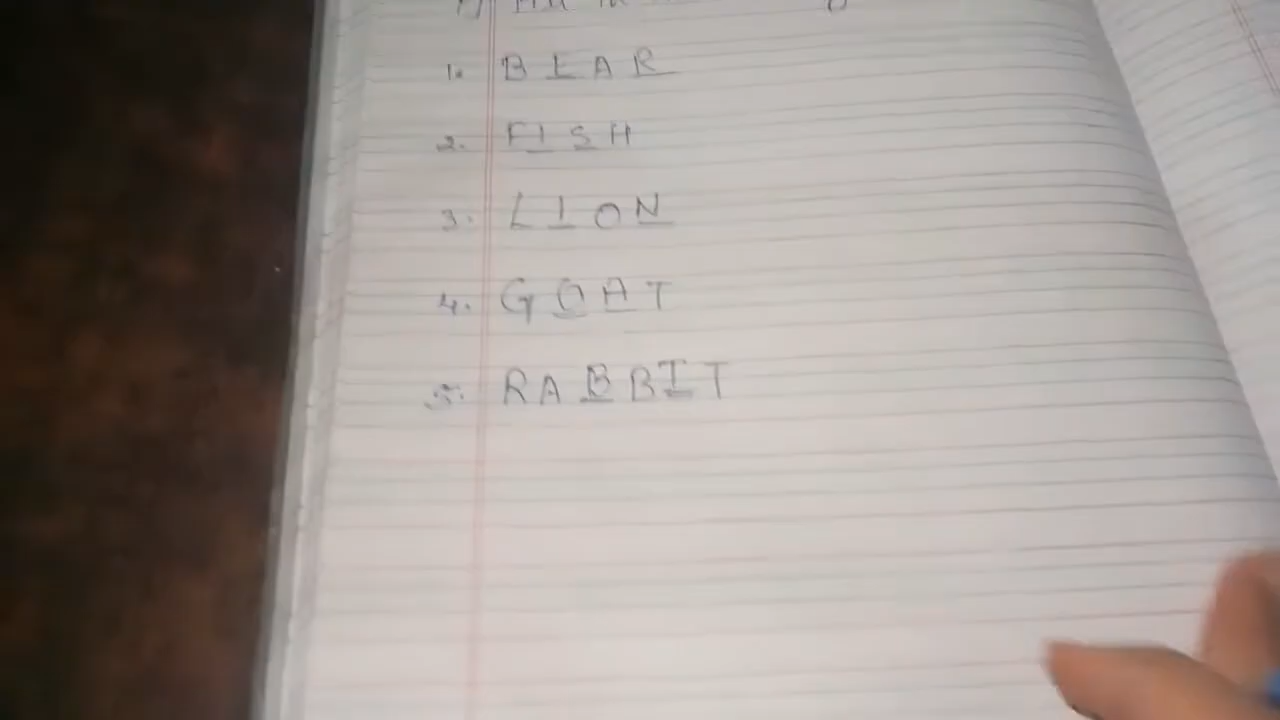 1. BEAR
2. FISH
3. LION
4. GOAT
5. RABBIT